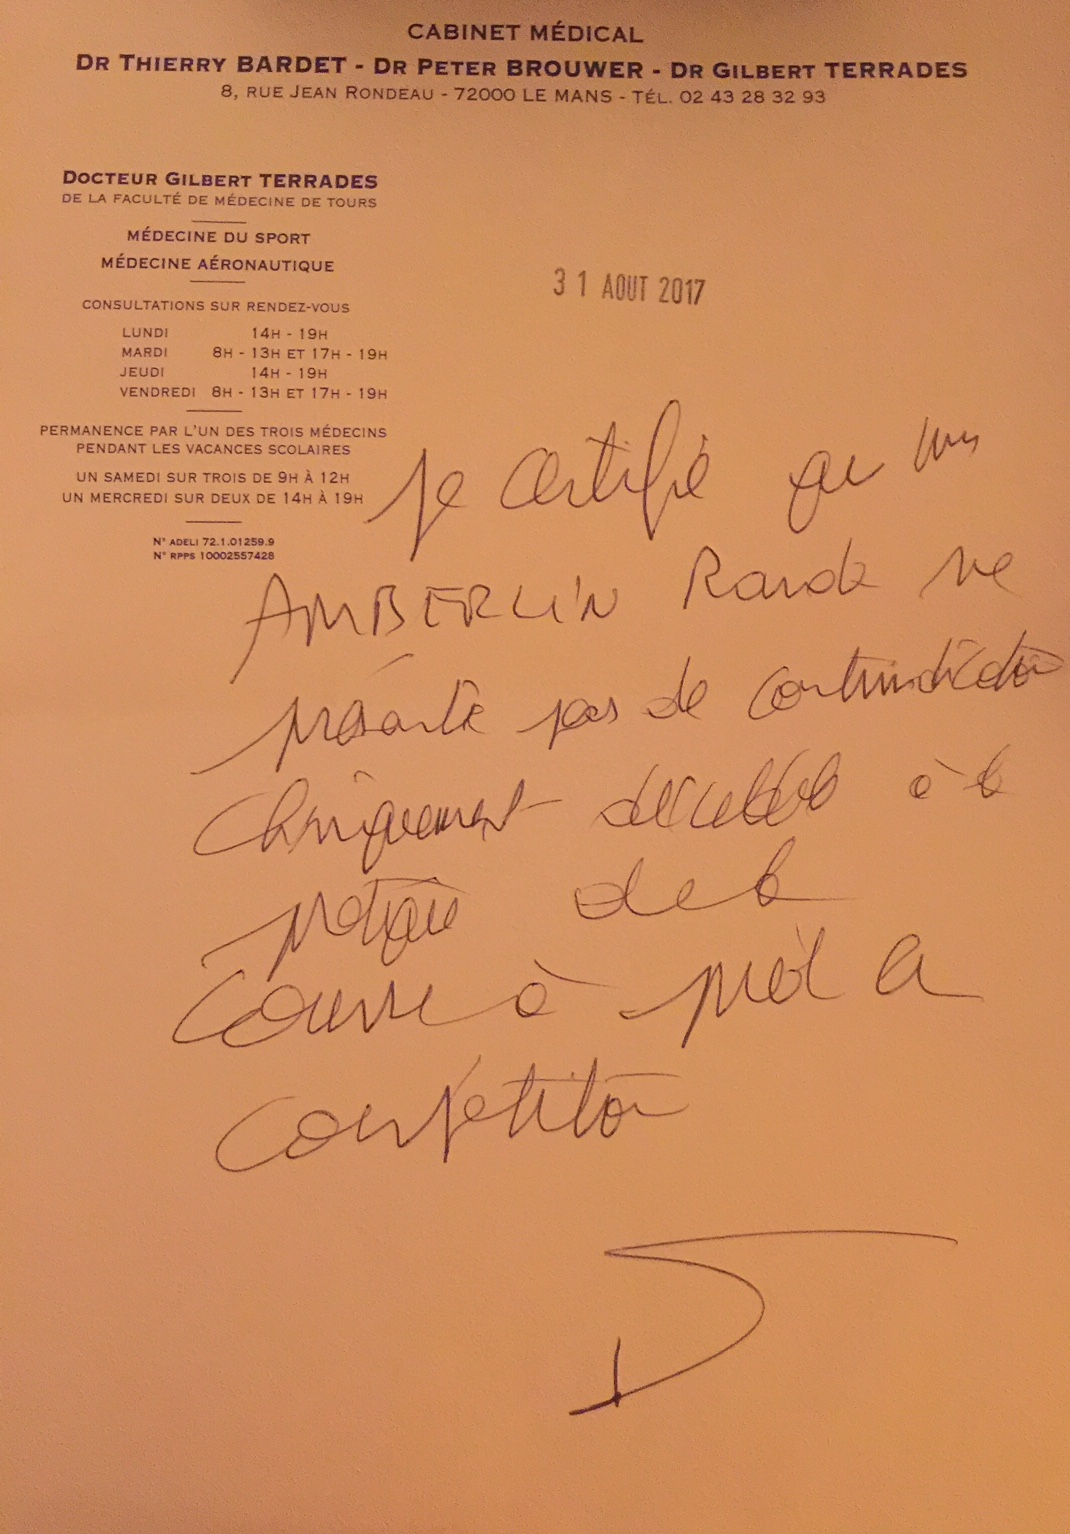 CABINET MÉDICAL
DR THIERRY BARDET - DR PETER BROUWER - DR GILBERT TERRADES
8, RUE JEAN RONDEAU - 72000 LE MANS - TÉL. 02 43 28 32 93
DOCTEUR GILBERT TERRADES
DE LA FACULTÉ DE MÉDECINE DE TOURS
MÉDECINE DU SPORT
MÉDECINE AÉRONAUTIQUE
CONSULTATIONS SUR RENDEZ-VOUS
LUNDI 14H - 19H
MARDI 8H - 13H ET 17H - 19H
JEUDI 14H - 19H
VENDREDI 8H - 13H ET 17H - 19H
PERMANENCE PAR L'UN DES TROIS MÉDECINS
PENDANT LES VACANCES SCOLAIRES
UN SAMEDI SUR TROIS DE 9H À 12H
UN MERCREDI SUR DEUX DE 14H À 19H
N° ADELI 72.1.01259.9
N° RPPS 10002557428
31 AOUT 2017
Je certifie que
AMBERLIN ne
présente pas de contrindication
cliniquement décelable à la
pratique de la
course à pied a
compétition